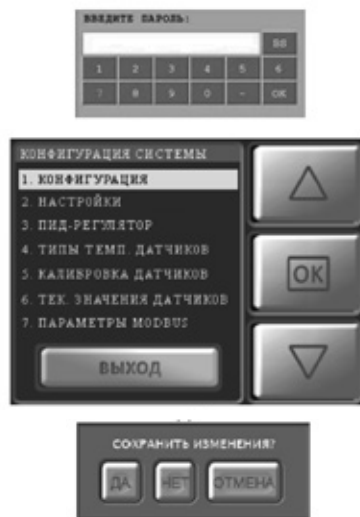 ВВЕДИТЕ ПАРОЛЬ:
BS
1 2 3 4 5 6
7 8 9 0 - OK
КОНФИГУРАЦИЯ СИСТЕМЫ
1. КОНФИГУРАЦИЯ
2. НАСТРОЙКИ
3. ПИД-РЕГУЛЯТОР
4. ТИПЫ ТЕМП. ДАТЧИКОВ
5. КАЛИБРОВКА ДАТЧИКОВ
6. ТЕК. ЗНАЧЕНИЯ ДАТЧИКОВ
7. ПАРАМЕТРЫ MODBUS
ВЫХОД
OK
СОХРАНИТЬ ИЗМЕНЕНИЯ?
ДА НЕТ ОТМЕНА